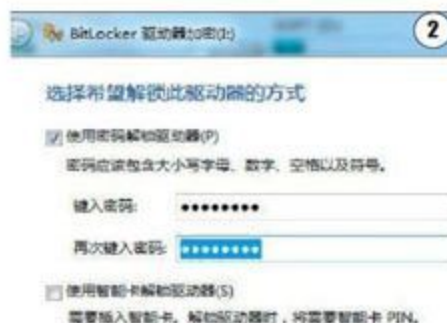 BitLocker 驱动器加密(I:)
2
选择希望解锁此驱动器的方式
使用密码解锁驱动器(P)
密码应该包含大小写字母、数字、空格以及符号。
键入密码: ●●●●●●●●
再次键入密码: ●●●●●●●●
使用智能卡解锁驱动器(S)
需要插入智能卡。解锁驱动器时，将需要智能卡 PIN。